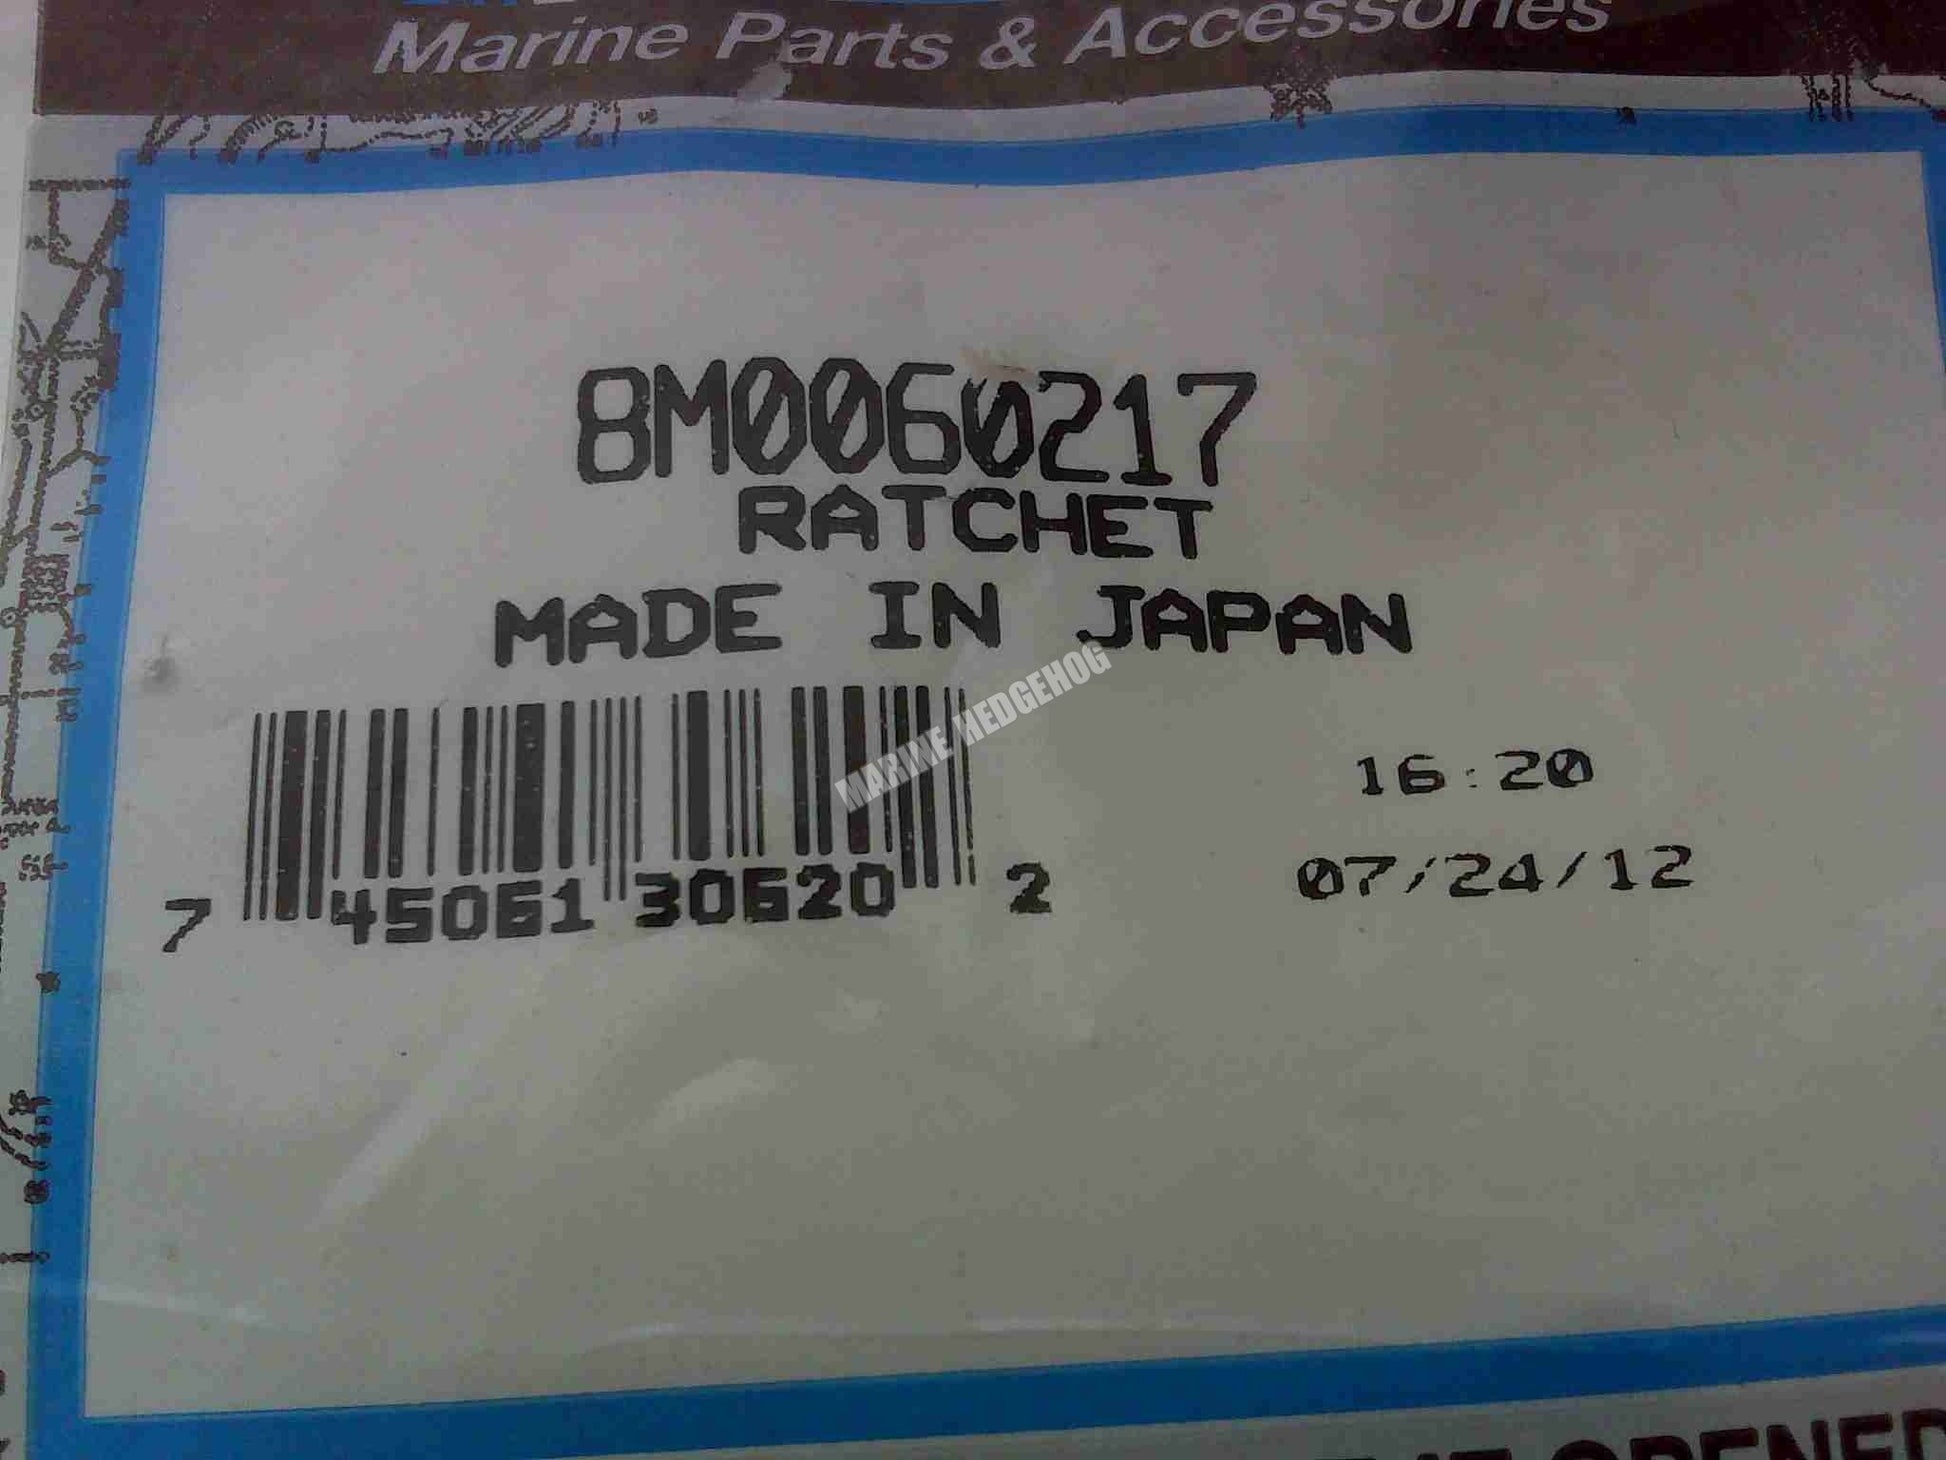 Marine Parts & Accessories
8M0060217
RATCHET
MADE IN JAPAN
MARINE HEDGEHOG
16:20
07/24/12
7 45061 30620 2
OPENED